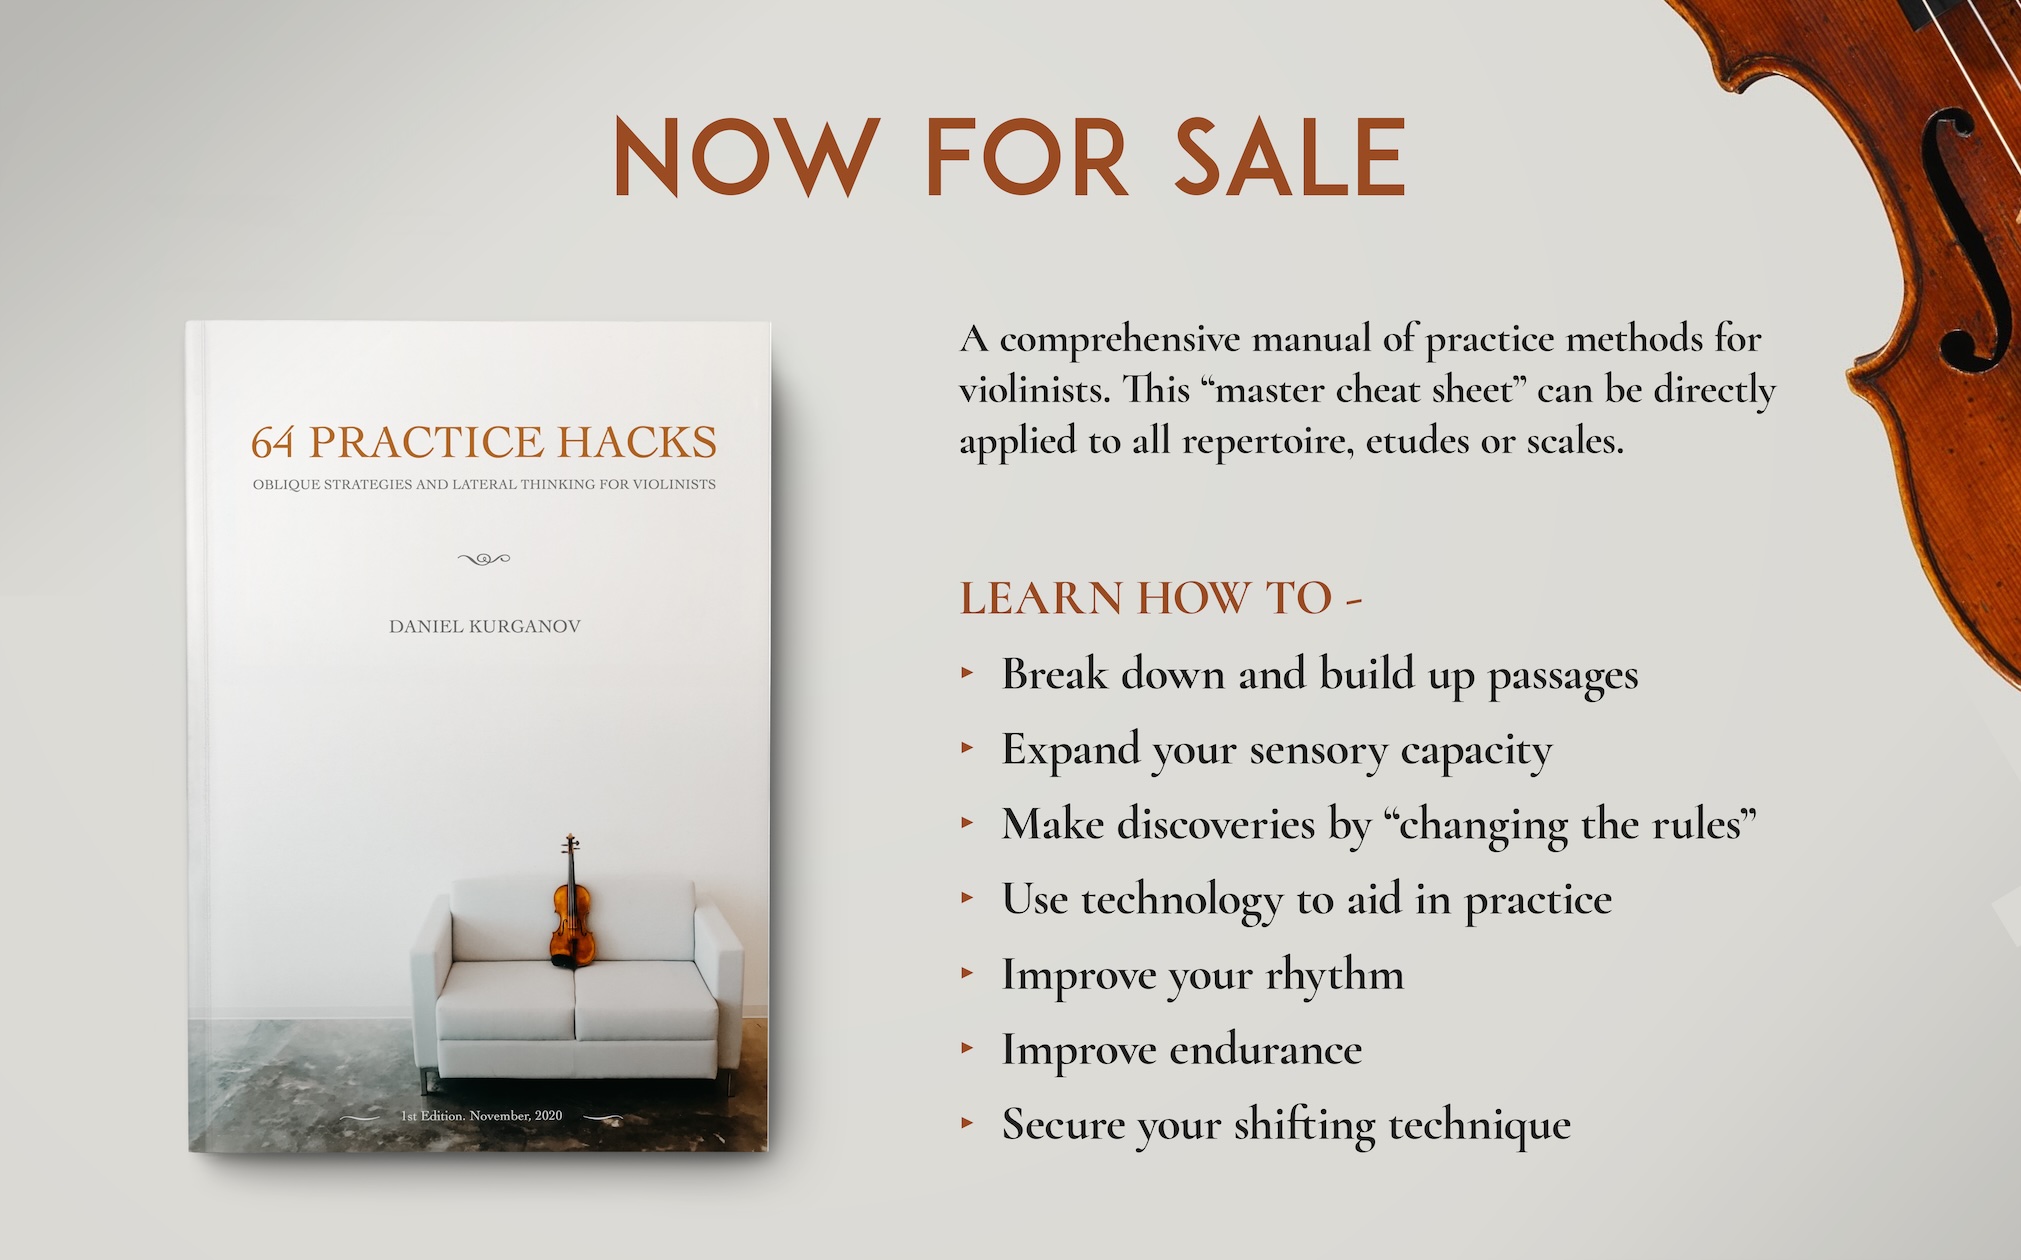 NOW FOR SALE
64 PRACTICE HACKS
OBLIQUE STRATEGIES AND LATERAL THINKING FOR VIOLINISTS
DANIEL KURGANOV
1st Edition. November, 2020
A comprehensive manual of practice methods for
violinists. This “master cheat sheet” can be directly
applied to all repertoire, etudes or scales.
LEARN HOW TO -
‣ Break down and build up passages
‣ Expand your sensory capacity
‣ Make discoveries by “changing the rules”
‣ Use technology to aid in practice
‣ Improve your rhythm
‣ Improve endurance
‣ Secure your shifting technique